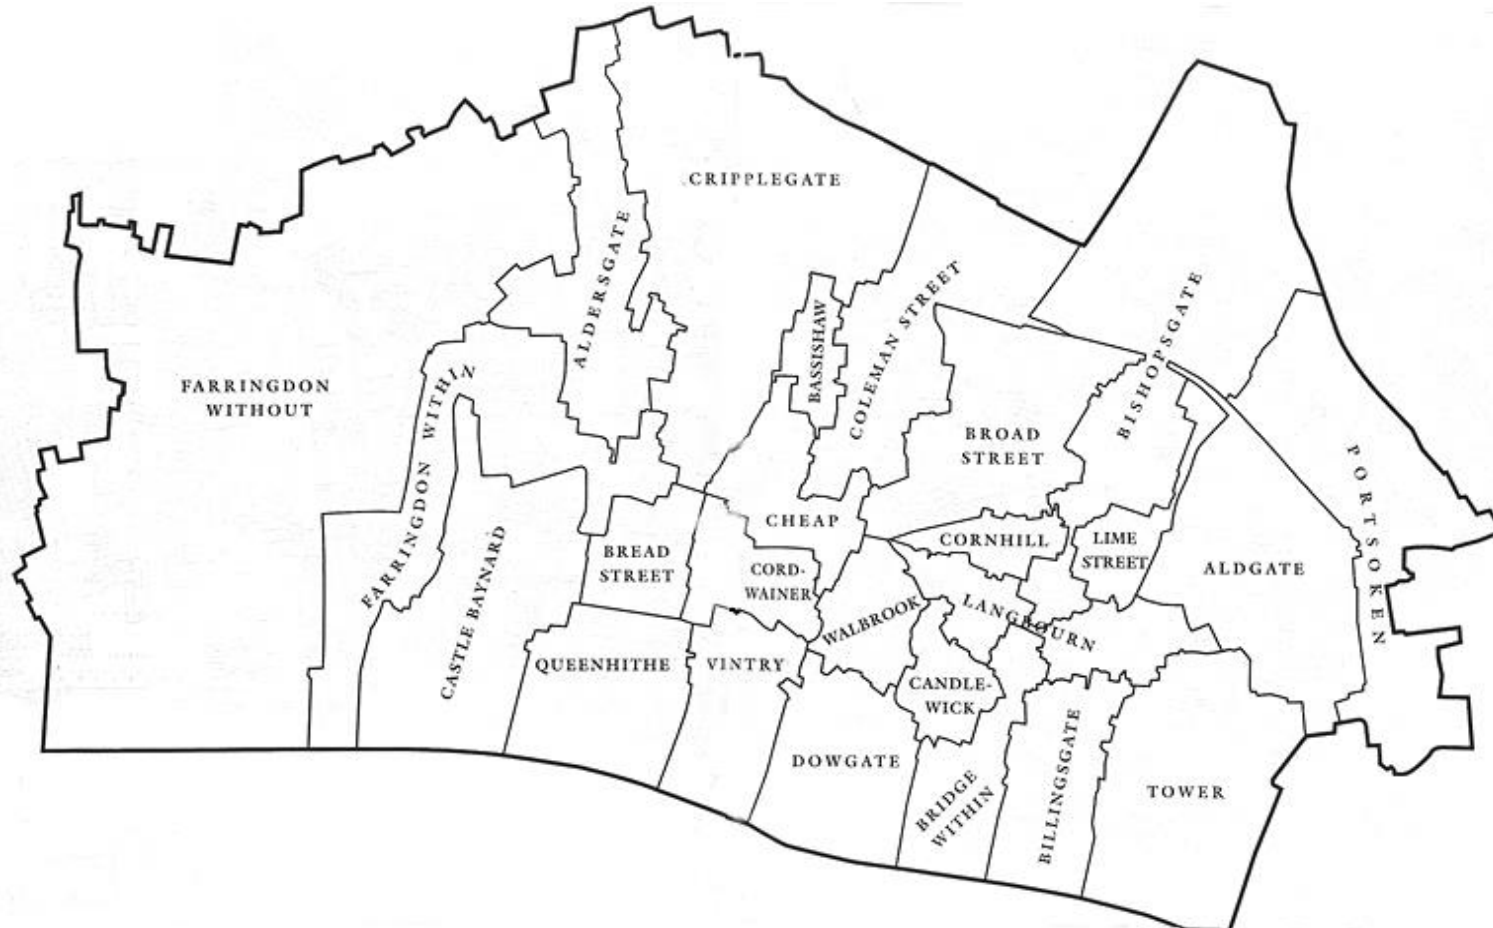 CRIPPLEGATE
ALDERSGATE
BASSISHAW
COLEMAN STREET
BISHOPSGATE
FARRINGDON
WITHOUT
FARRINGDON WITHIN
BROAD
STREET
PORTSOKEN
CHEAP
CORNHILL
LIME
STREET
ALDGATE
BREAD
STREET
CORD-
WAINER
CASTLE BAYNARD
WALBROOK
LANGBOURN
QUEENHITHE
VINTRY
CANDLE-
WICK
DOWGATE
BRIDGE
WITHIN
BILLINGSGATE
TOWER